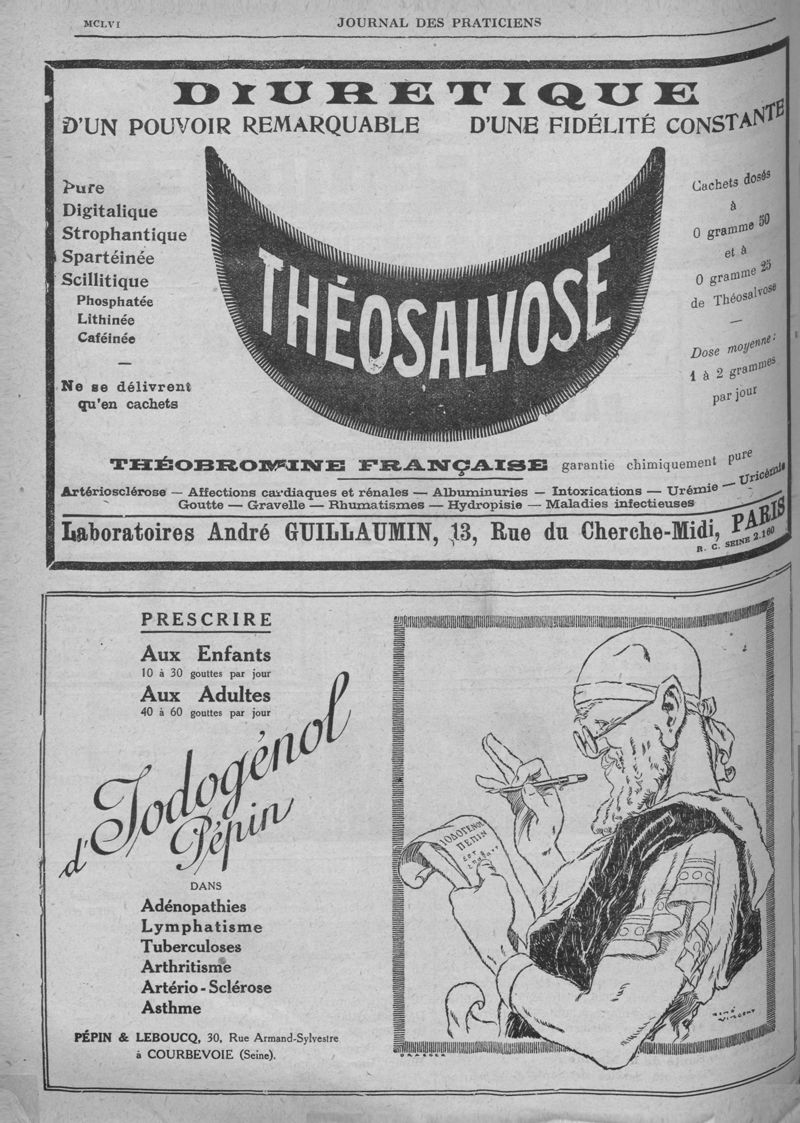 MCLVI
JOURNAL DES PRATICIENS
DIURETIQUE
D'UN POUVOIR REMARQUABLE D'UNE FIDÉLITÉ CONSTANTE
Pure
Digitalique
Strophantique
Spartéinée
Scillitique
Phosphatée
Lithinée
Caféinée
—
Ne se délivrent
qu'en cachets
THÉOSALVOSE
Cachets dosés
à
0 gramme 50
et à
0 gramme 25
de Théosalvose
—
Dose moyenne :
1 à 2 grammes
par jour
THÉOBROMINE FRANÇAISE garantie chimiquement pure
Artériosclérose — Affections cardiaques et rénales — Albuminuries — Intoxications — Urémie — Uricémie
Goutte — Gravelle — Rhumatismes — Hydropisie — Maladies infectieuses
Laboratoires André GUILLAUMIN, 13, Rue du Cherche-Midi, PARIS
R. C. SEINE 2.160
PRESCRIRE
Aux Enfants
10 à 30 gouttes par jour
Aux Adultes
40 à 60 gouttes par jour
d'Iodogénol
Pépin
DANS
Adénopathies
Lymphatisme
Tuberculoses
Arthritisme
Artério-Sclérose
Asthme
PÉPIN & LEBOUCQ, 30, Rue Armand-Sylvestre
à COURBEVOIE (Seine).
ΙΟDΟΓΕΝΟΛ
ΠΕΠΙΝ
RENÉ
VINCENT
DRAEGER